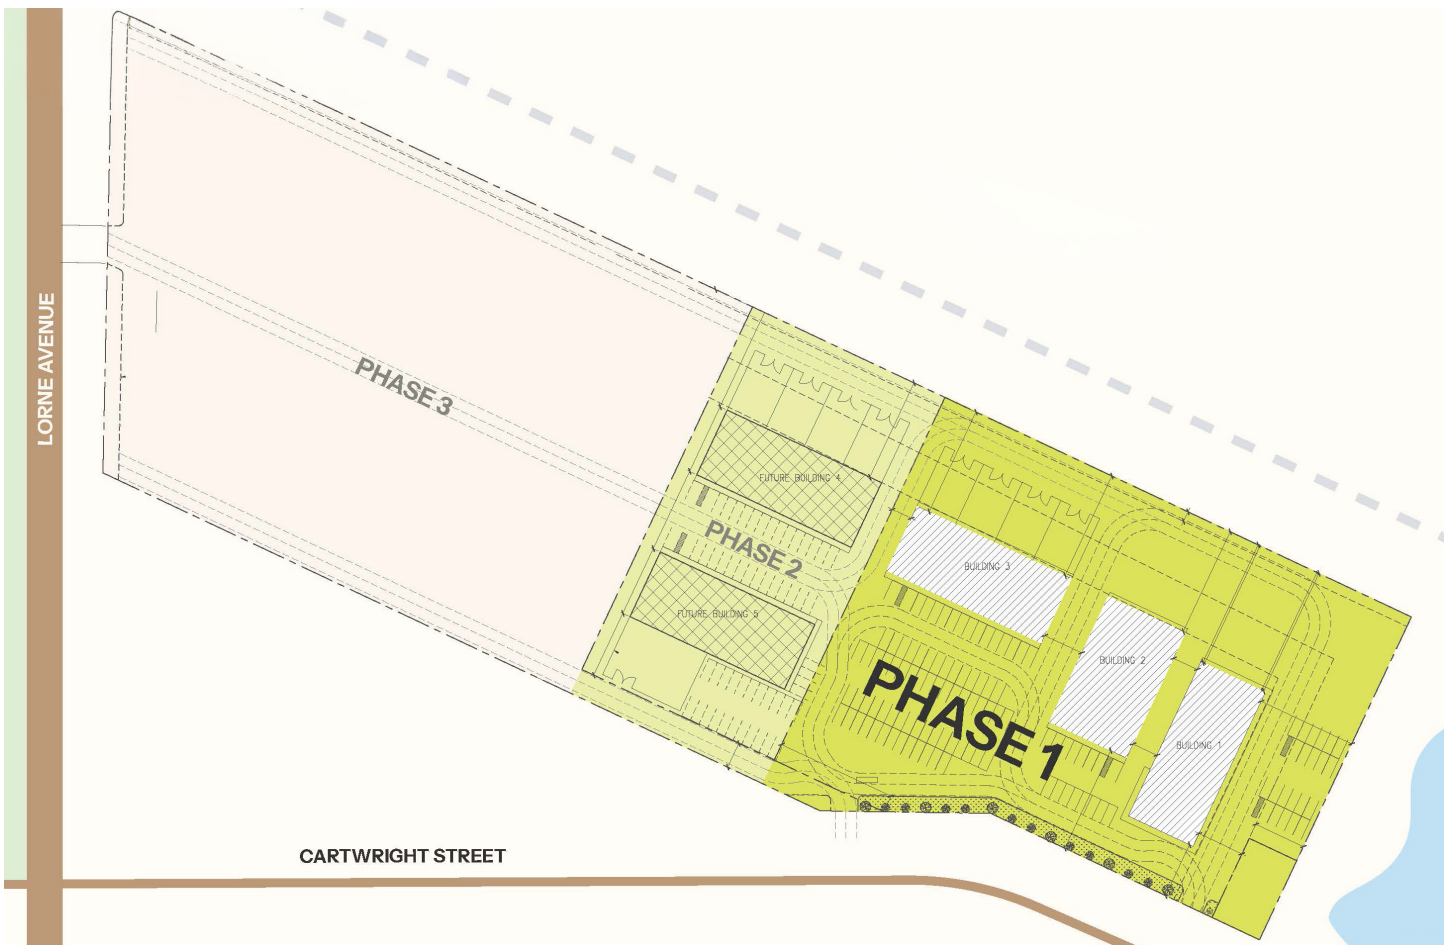 LORNE AVENUE
PHASE 3
FUTURE BUILDING 4
PHASE 2
FUTURE BUILDING 5
BUILDING 3
BUILDING 2
PHASE 1
BUILDING 1
CARTWRIGHT STREET